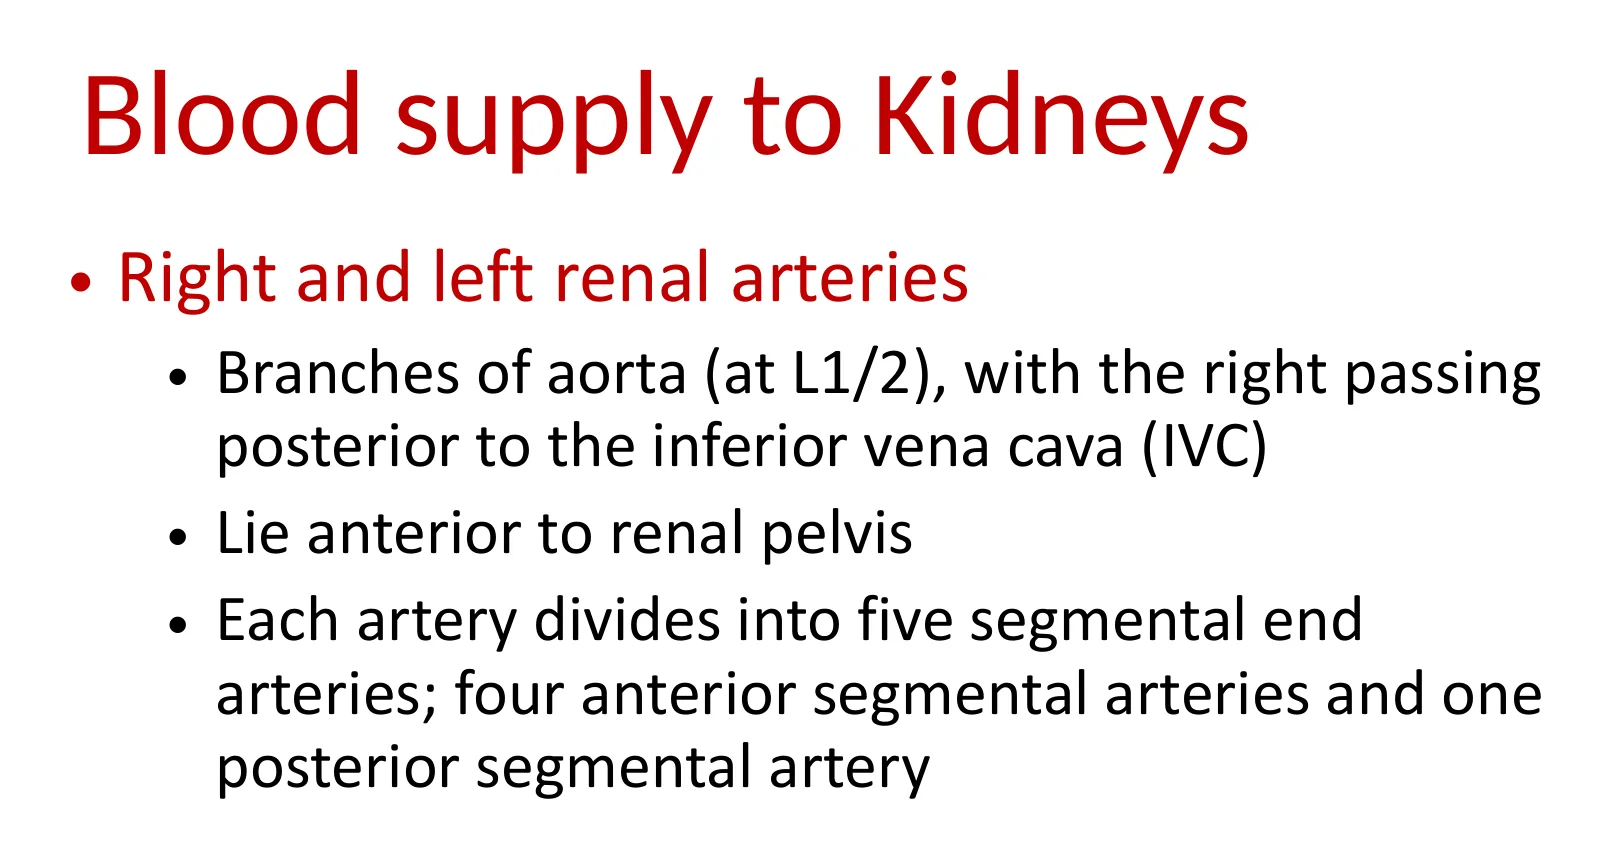 Blood supply to Kidneys
• Right and left renal arteries
• Branches of aorta (at L1/2), with the right passing
posterior to the inferior vena cava (IVC)
• Lie anterior to renal pelvis
• Each artery divides into five segmental end
arteries; four anterior segmental arteries and one
posterior segmental artery